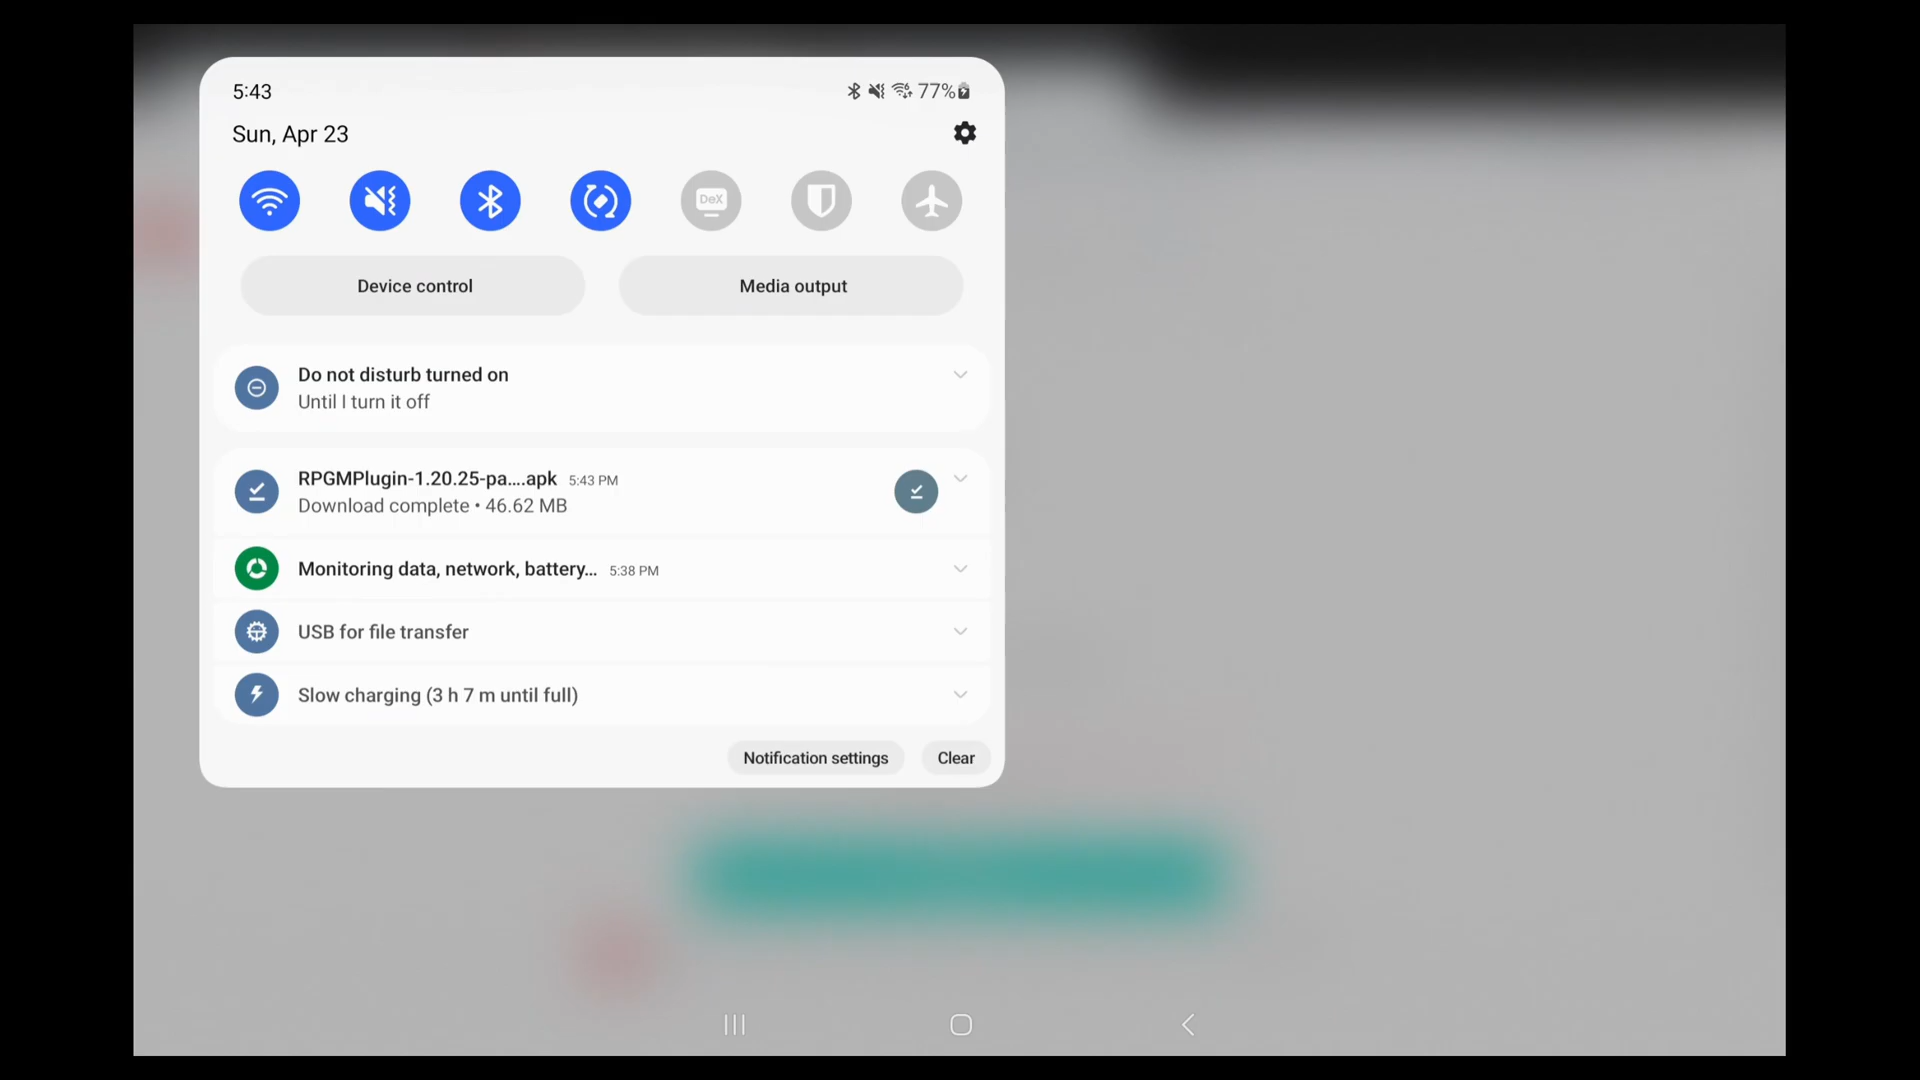 5:43
77%
Sun, Apr 23
DeX
Device control
Media output
Do not disturb turned on
Until I turn it off
RPGMPlugin-1.20.25-pa....apk 5:43 PM
Download complete • 46.62 MB
Monitoring data, network, battery... 5:38 PM
USB for file transfer
Slow charging (3 h 7 m until full)
Notification settings
Clear